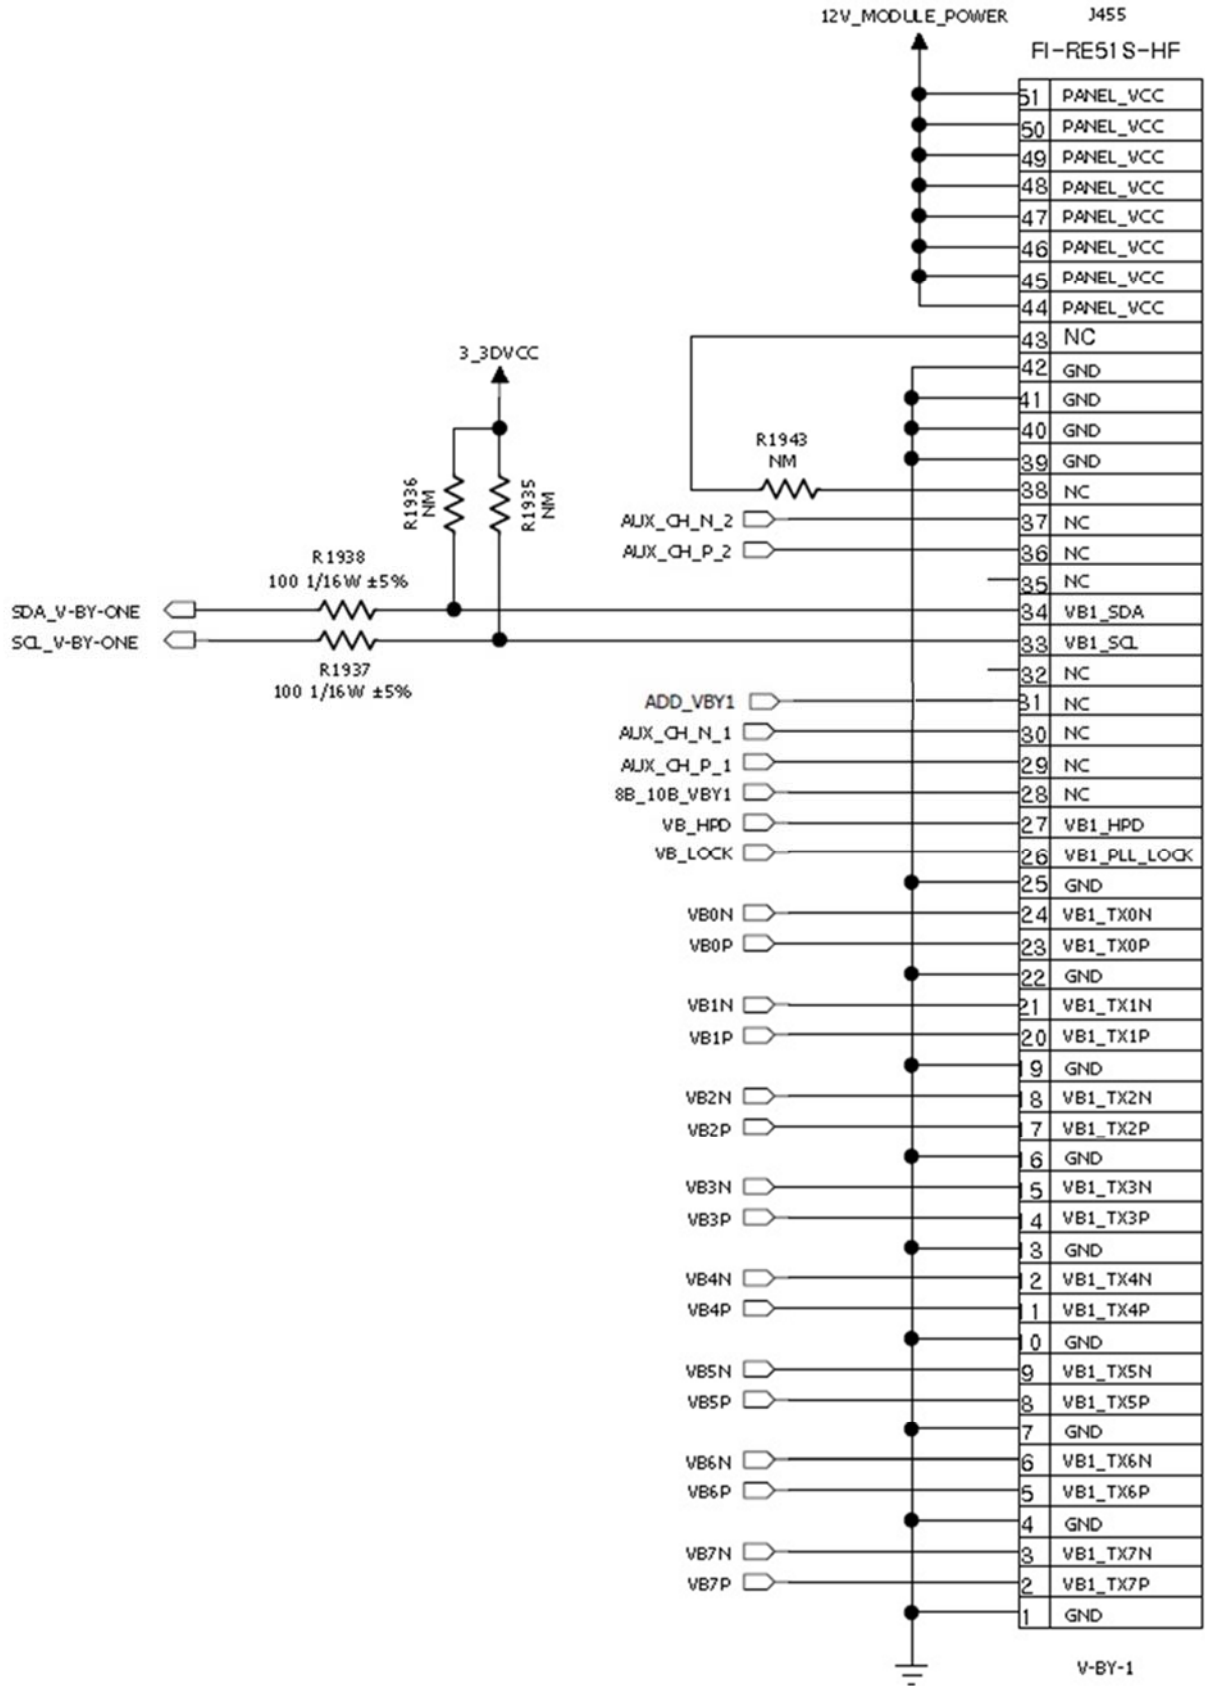 12V_MODULE_POWER
J455
FI-RE51S-HF
51 PANEL_VCC
50 PANEL_VCC
49 PANEL_VCC
48 PANEL_VCC
47 PANEL_VCC
46 PANEL_VCC
45 PANEL_VCC
44 PANEL_VCC
43 NC
3_3DVCC
42 GND
41 GND
40 GND
R1943
NM
39 GND
R1936
NM
R1935
NM
38 NC
AUX_CH_N_2 37 NC
AUX_CH_P_2 36 NC
R1938
100 1/16W ±5%
35 NC
SDA_V-BY-ONE 34 VB1_SDA
SCL_V-BY-ONE 33 VB1_SCL
R1937
100 1/16W ±5%
32 NC
ADD_VBY1 31 NC
AUX_CH_N_1 30 NC
AUX_CH_P_1 29 NC
8B_10B_VBY1 28 NC
VB_HPD 27 VB1_HPD
VB_LOCK 26 VB1_PLL_LOCK
25 GND
VB0N 24 VB1_TX0N
VB0P 23 VB1_TX0P
22 GND
VB1N 21 VB1_TX1N
VB1P 20 VB1_TX1P
19 GND
VB2N 18 VB1_TX2N
VB2P 17 VB1_TX2P
16 GND
VB3N 15 VB1_TX3N
VB3P 14 VB1_TX3P
13 GND
VB4N 12 VB1_TX4N
VB4P 11 VB1_TX4P
10 GND
VB5N 9 VB1_TX5N
VB5P 8 VB1_TX5P
7 GND
VB6N 6 VB1_TX6N
VB6P 5 VB1_TX6P
4 GND
VB7N 3 VB1_TX7N
VB7P 2 VB1_TX7P
1 GND
V-BY-1